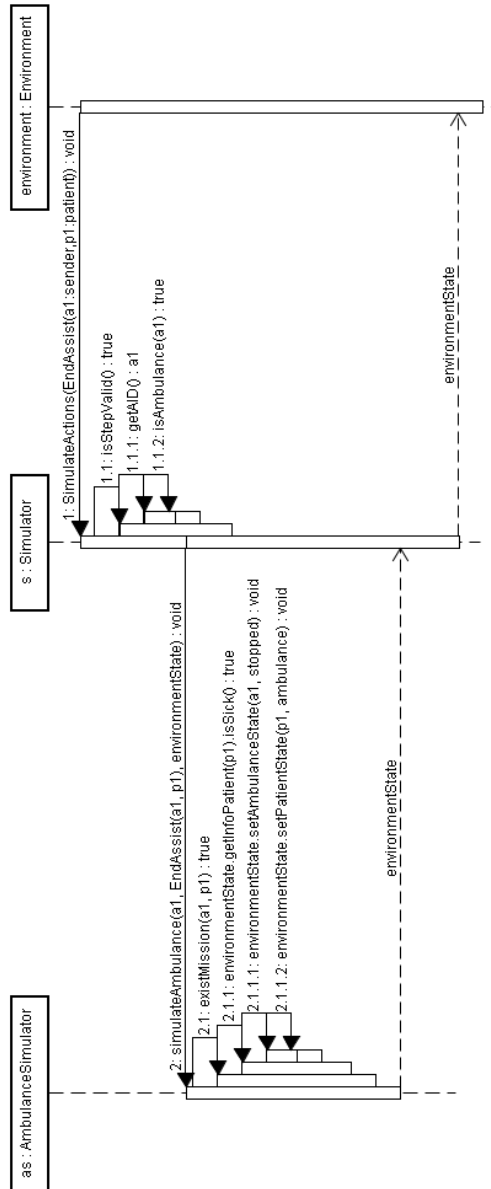 environment : Environment
s : Simulator
as : AmbulanceSimulator
1: SimulateActions(EndAssist(a1:sender,p1:patient)) : void
1.1: isStepValid() : true
1.1.1: getAID() : a1
1.1.2: isAmbulance(a1) : true
2: simulateAmbulance(a1, EndAssist(a1, p1), environmentState) : void
2.1: existMission(a1, p1) : true
2.1.1: environmentState.getInfoPatient(p1).isSick() : true
2.1.1.1: environmentState.setAmbulanceState(a1, stopped) : void
2.1.1.2: environmentState.setPatientState(p1, ambulance) : void
environmentState
environmentState